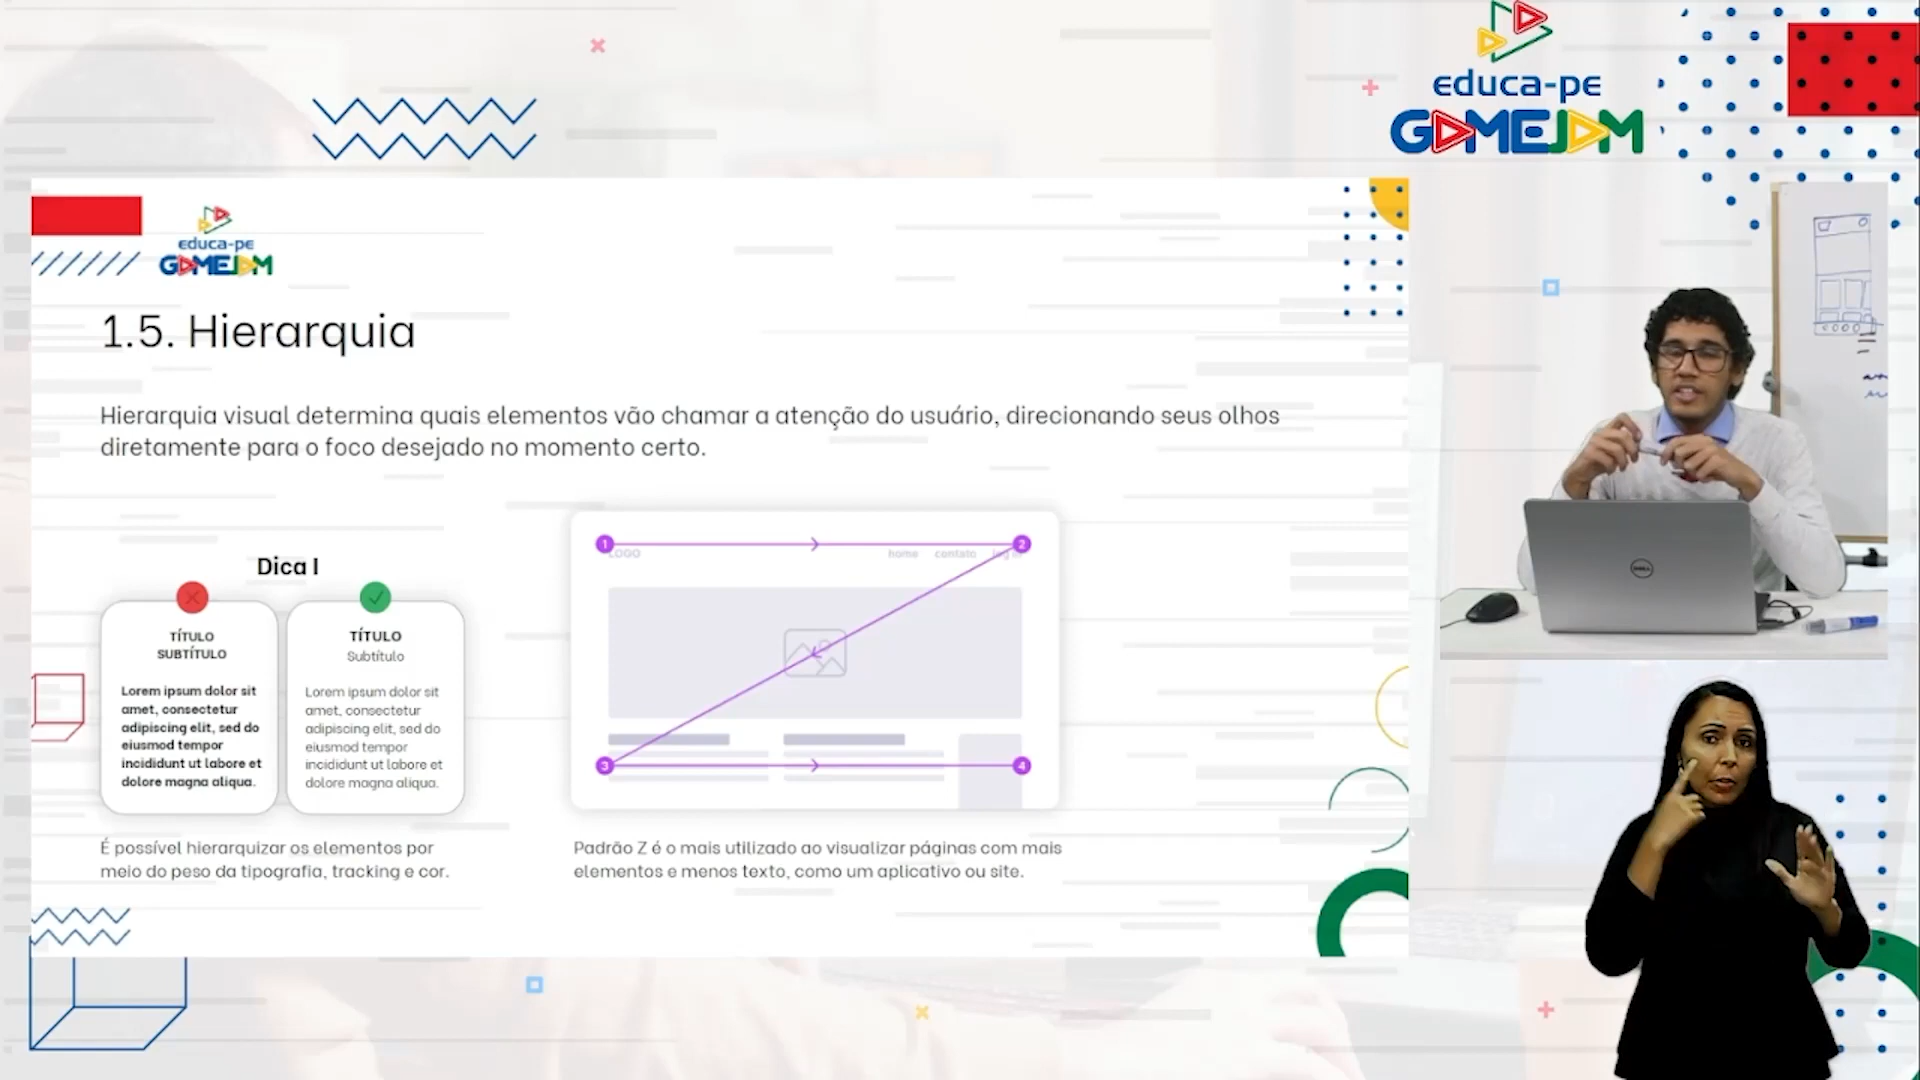 educa-pe
GAMEJAM
educa-pe
GAMEJAM
1.5. Hierarquia
Hierarquia visual determina quais elementos vão chamar a atenção do usuário, direcionando seus olhos
diretamente para o foco desejado no momento certo.
Dica I
TÍTULO
SUBTÍTULO
Lorem ipsum dolor sit
amet, consectetur
adipiscing elit, sed do
eiusmod tempor
incididunt ut labore et
dolore magna aliqua.
TÍTULO
Subtítulo
Lorem ipsum dolor sit
amet, consectetur
adipiscing elit, sed do
eiusmod tempor
incididunt ut labore et
dolore magna aliqua.
É possível hierarquizar os elementos por
meio do peso da tipografia, tracking e cor.
1 2
LOGO home contato
3 4
Padrão Z é o mais utilizado ao visualizar páginas com mais
elementos e menos texto, como um aplicativo ou site.
DELL